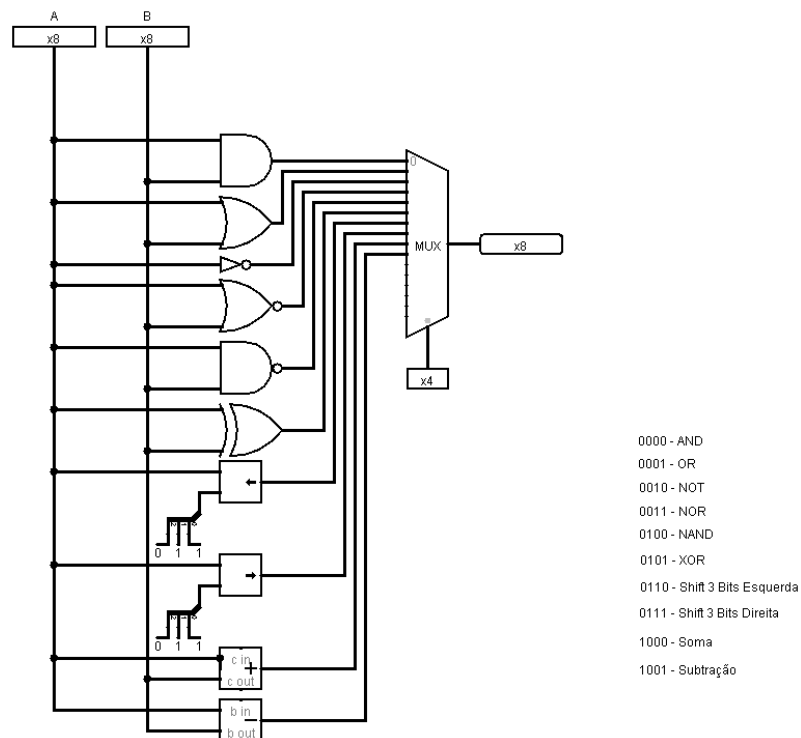 A B
x8 x8
0
MUX
x8
x4
0 1 1
0 1 1
c in
+
c out
b in
b out
0000 - AND
0001 - OR
0010 - NOT
0011 - NOR
0100 - NAND
0101 - XOR
0110 - Shift 3 Bits Esquerda
0111 - Shift 3 Bits Direita
1000 - Soma
1001 - Subtração